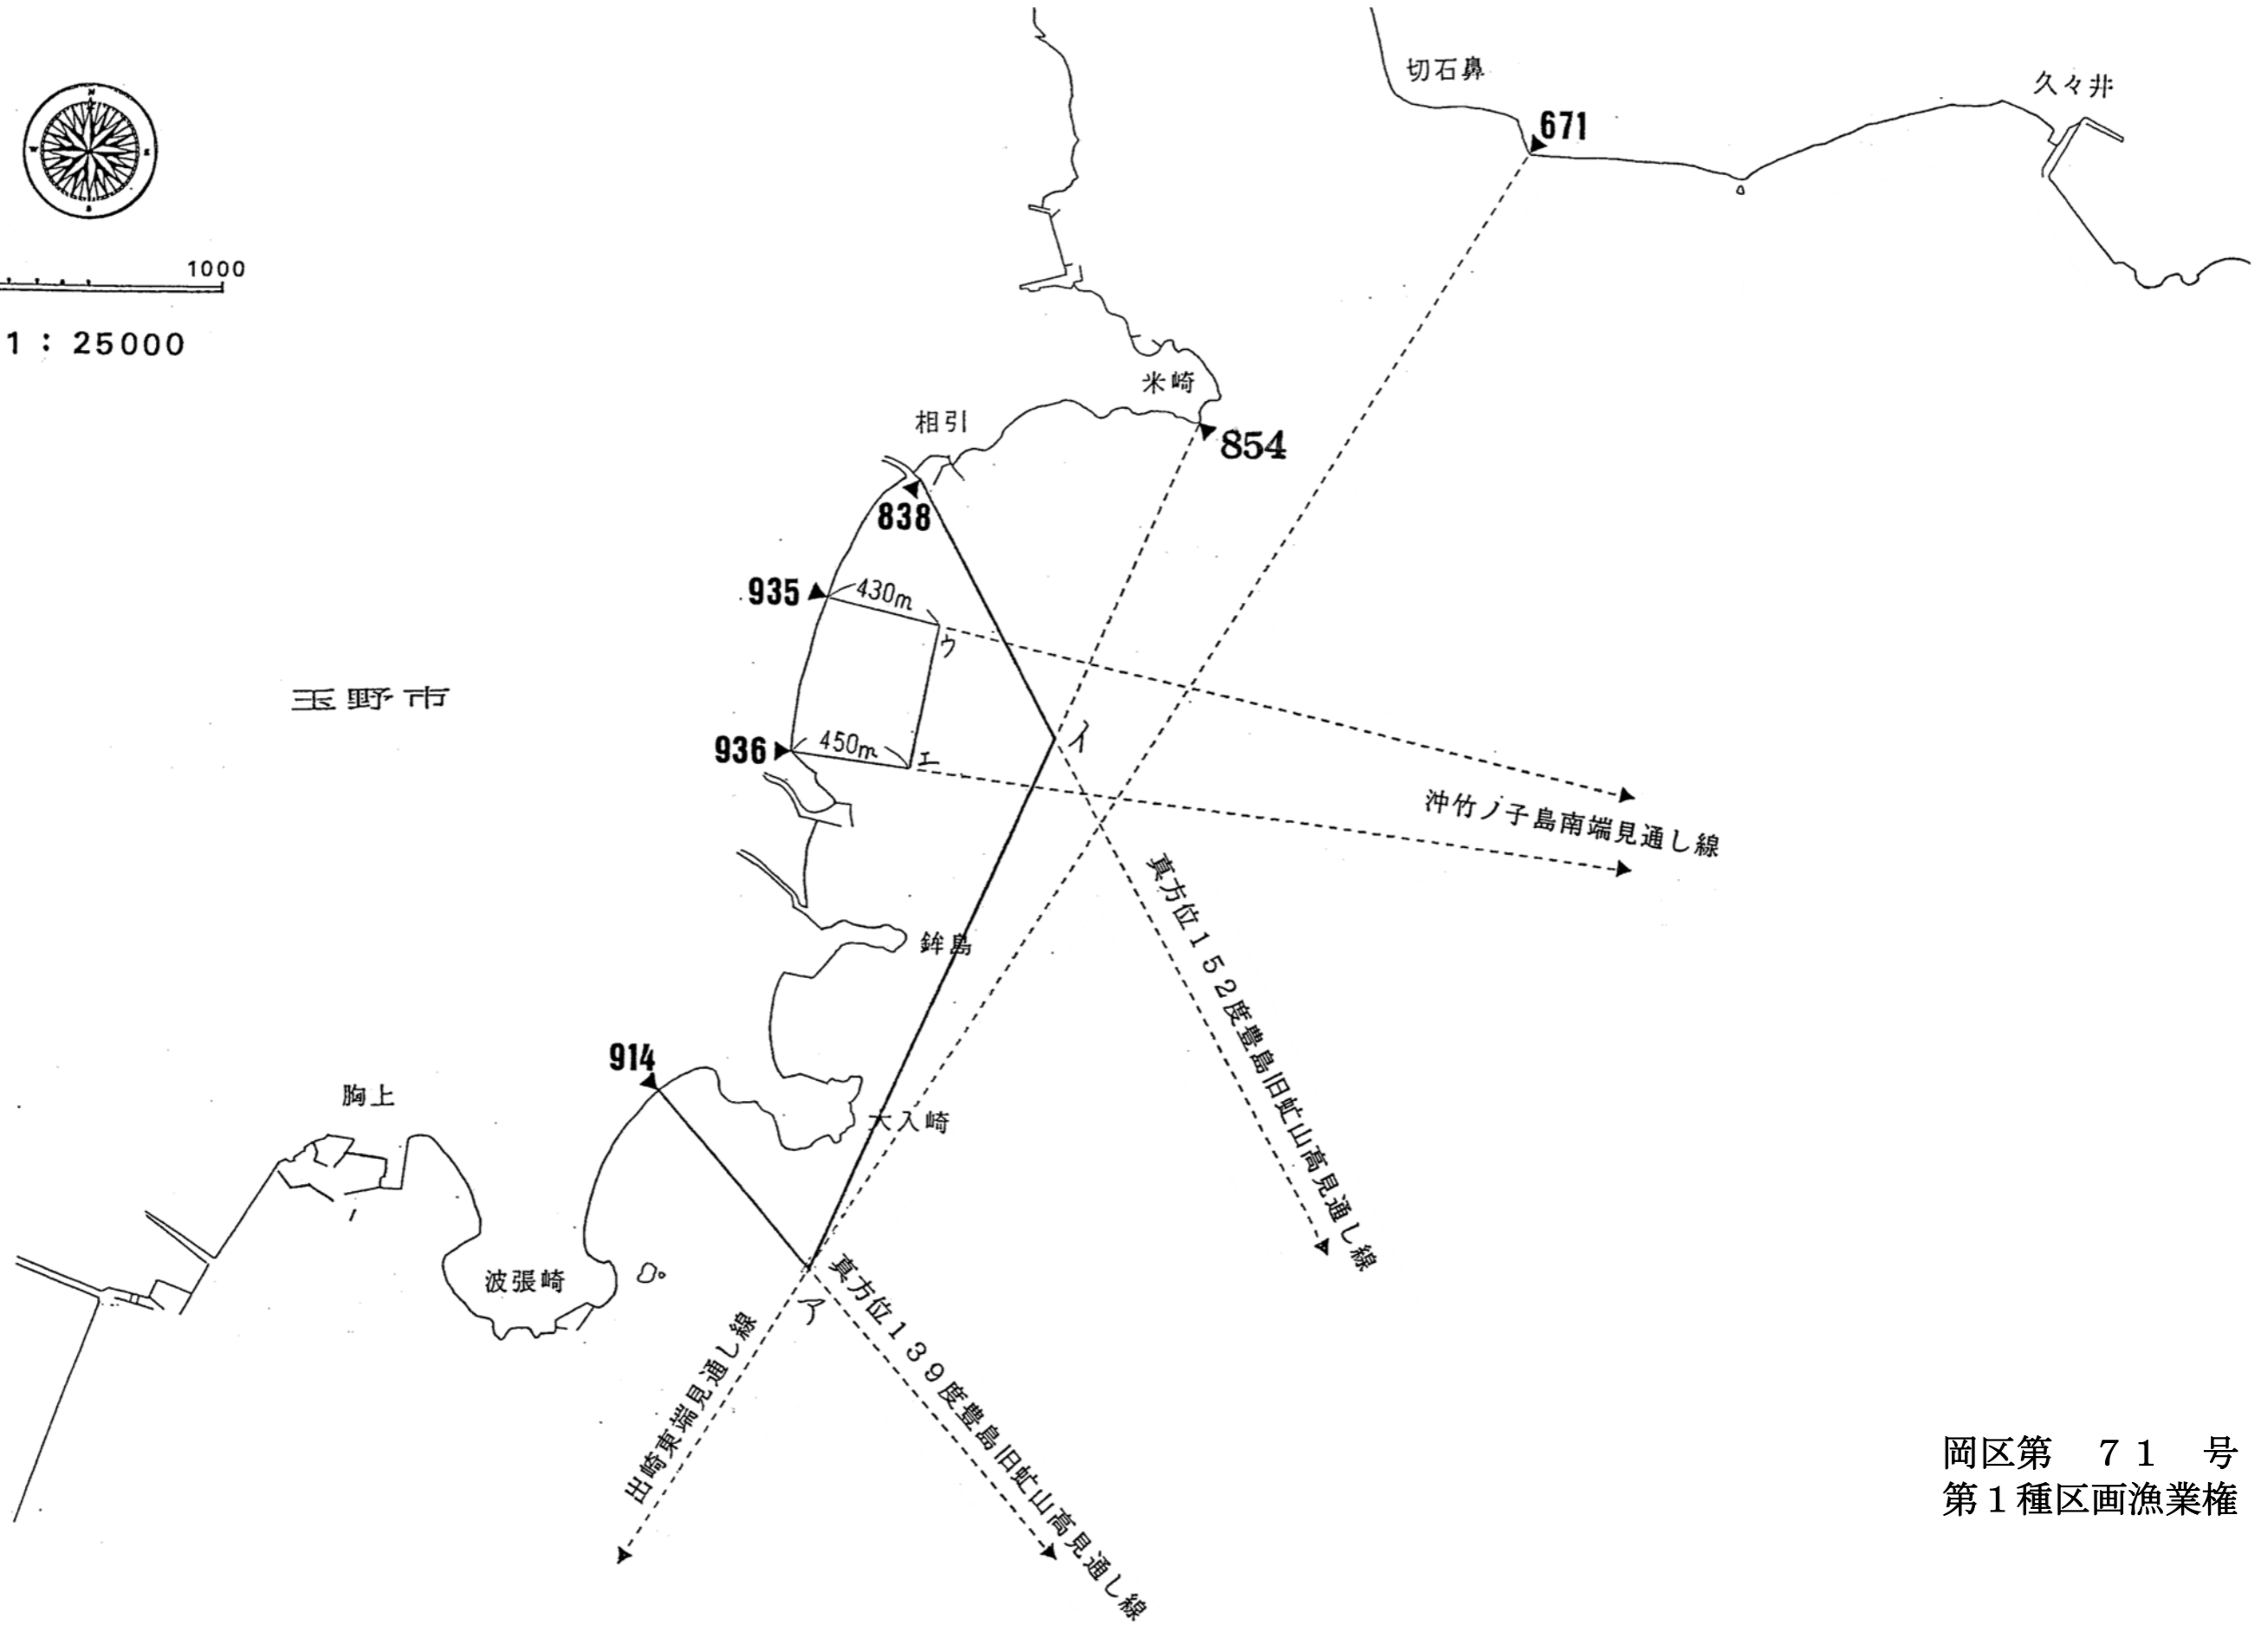 切石鼻
久々井
671
N
W
E
S
1000
1：25000
米崎
相引
854
838
935
430m
ウ
玉野市
936
450m
エ
イ
沖竹ノ子島南端見通し線
真方位152度豊島旧虻山高見通し線
鉾島
914
胸上
大入崎
波張崎
ア
真方位139度豊島旧虻山高見通し線
出崎東端見通し線
岡区第　71　号
第1種区画漁業権